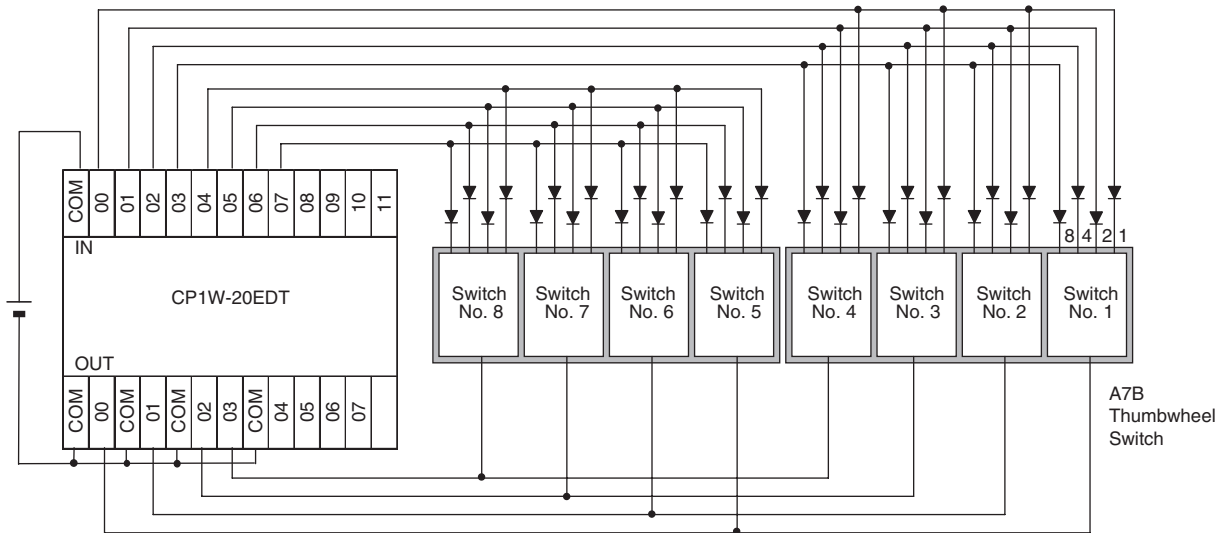 COM 00 01 02 03 04 05 06 07 08 09 10 11
IN
CP1W-20EDT
OUT
COM 00 COM 01 COM 02 03 COM 04 05 06 07
8 4 2 1
Switch
No. 8
Switch
No. 7
Switch
No. 6
Switch
No. 5
Switch
No. 4
Switch
No. 3
Switch
No. 2
Switch
No. 1
A7B
Thumbwheel
Switch